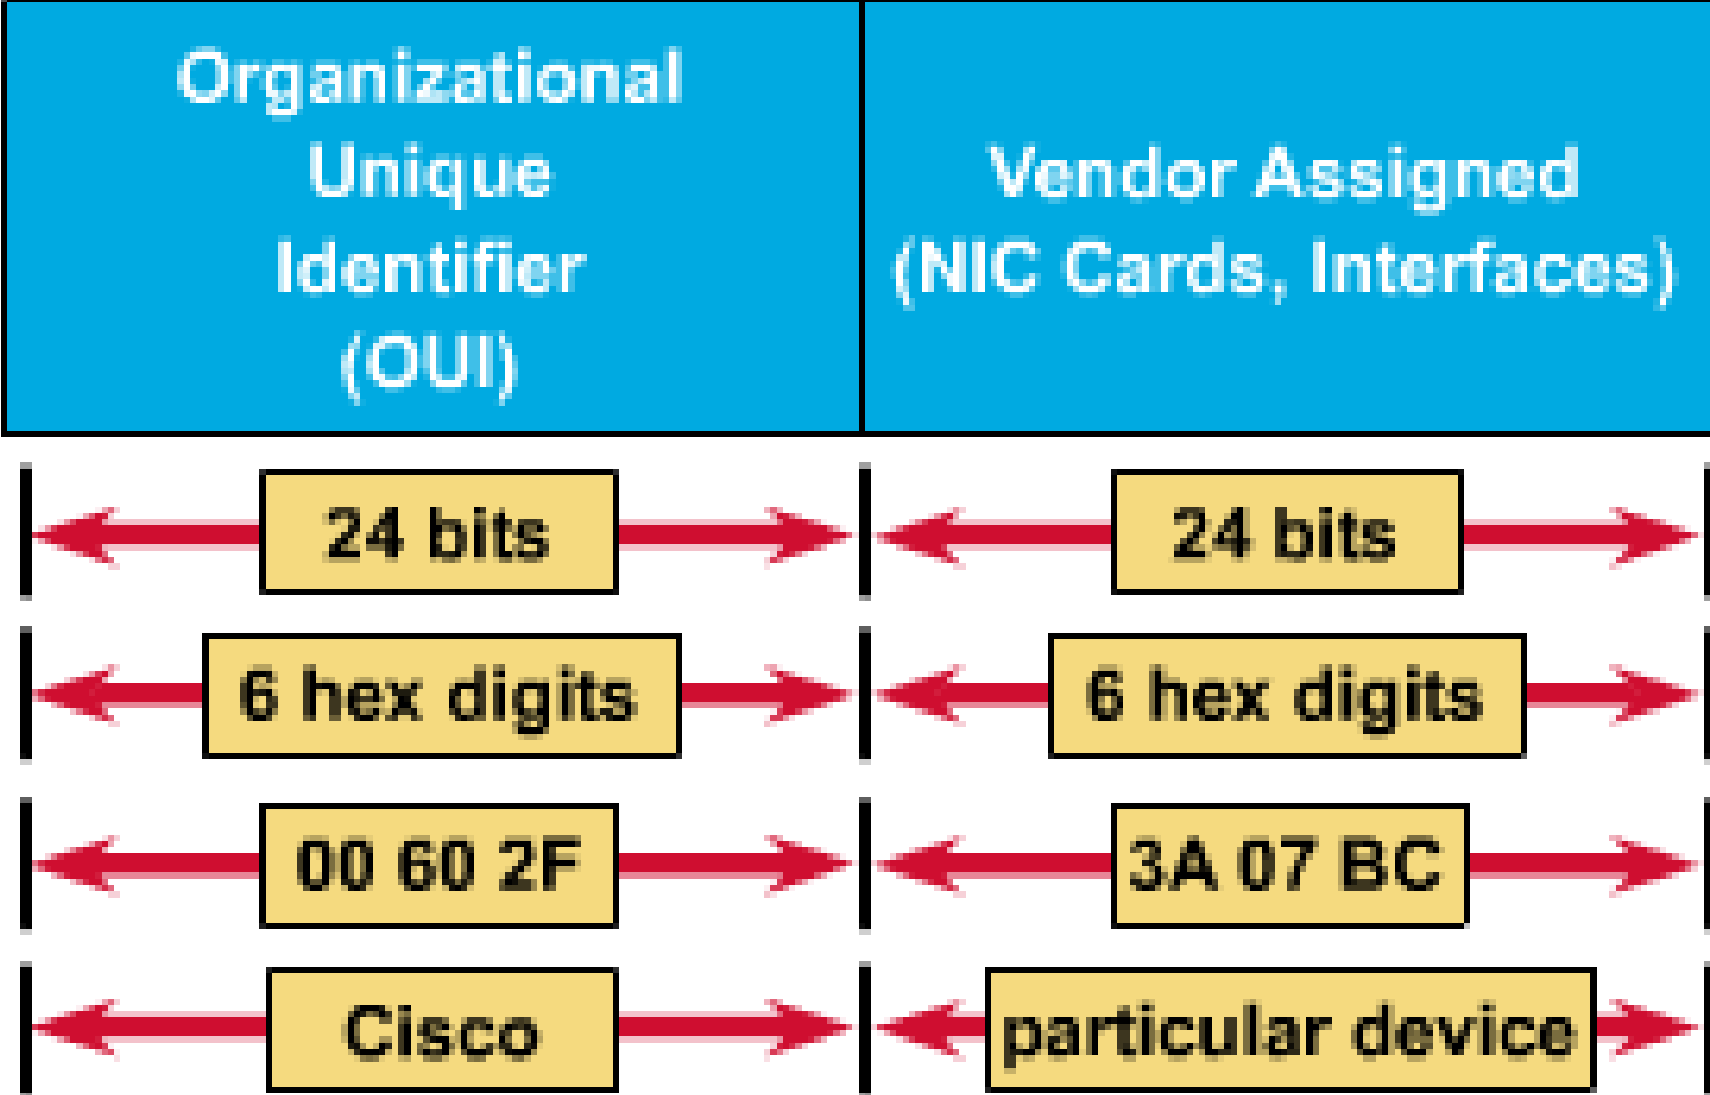 Organizational
Unique
Identifier
(OUI)
Vendor Assigned
(NIC Cards, Interfaces)
24 bits
24 bits
6 hex digits
6 hex digits
00 60 2F
3A 07 BC
Cisco
particular device